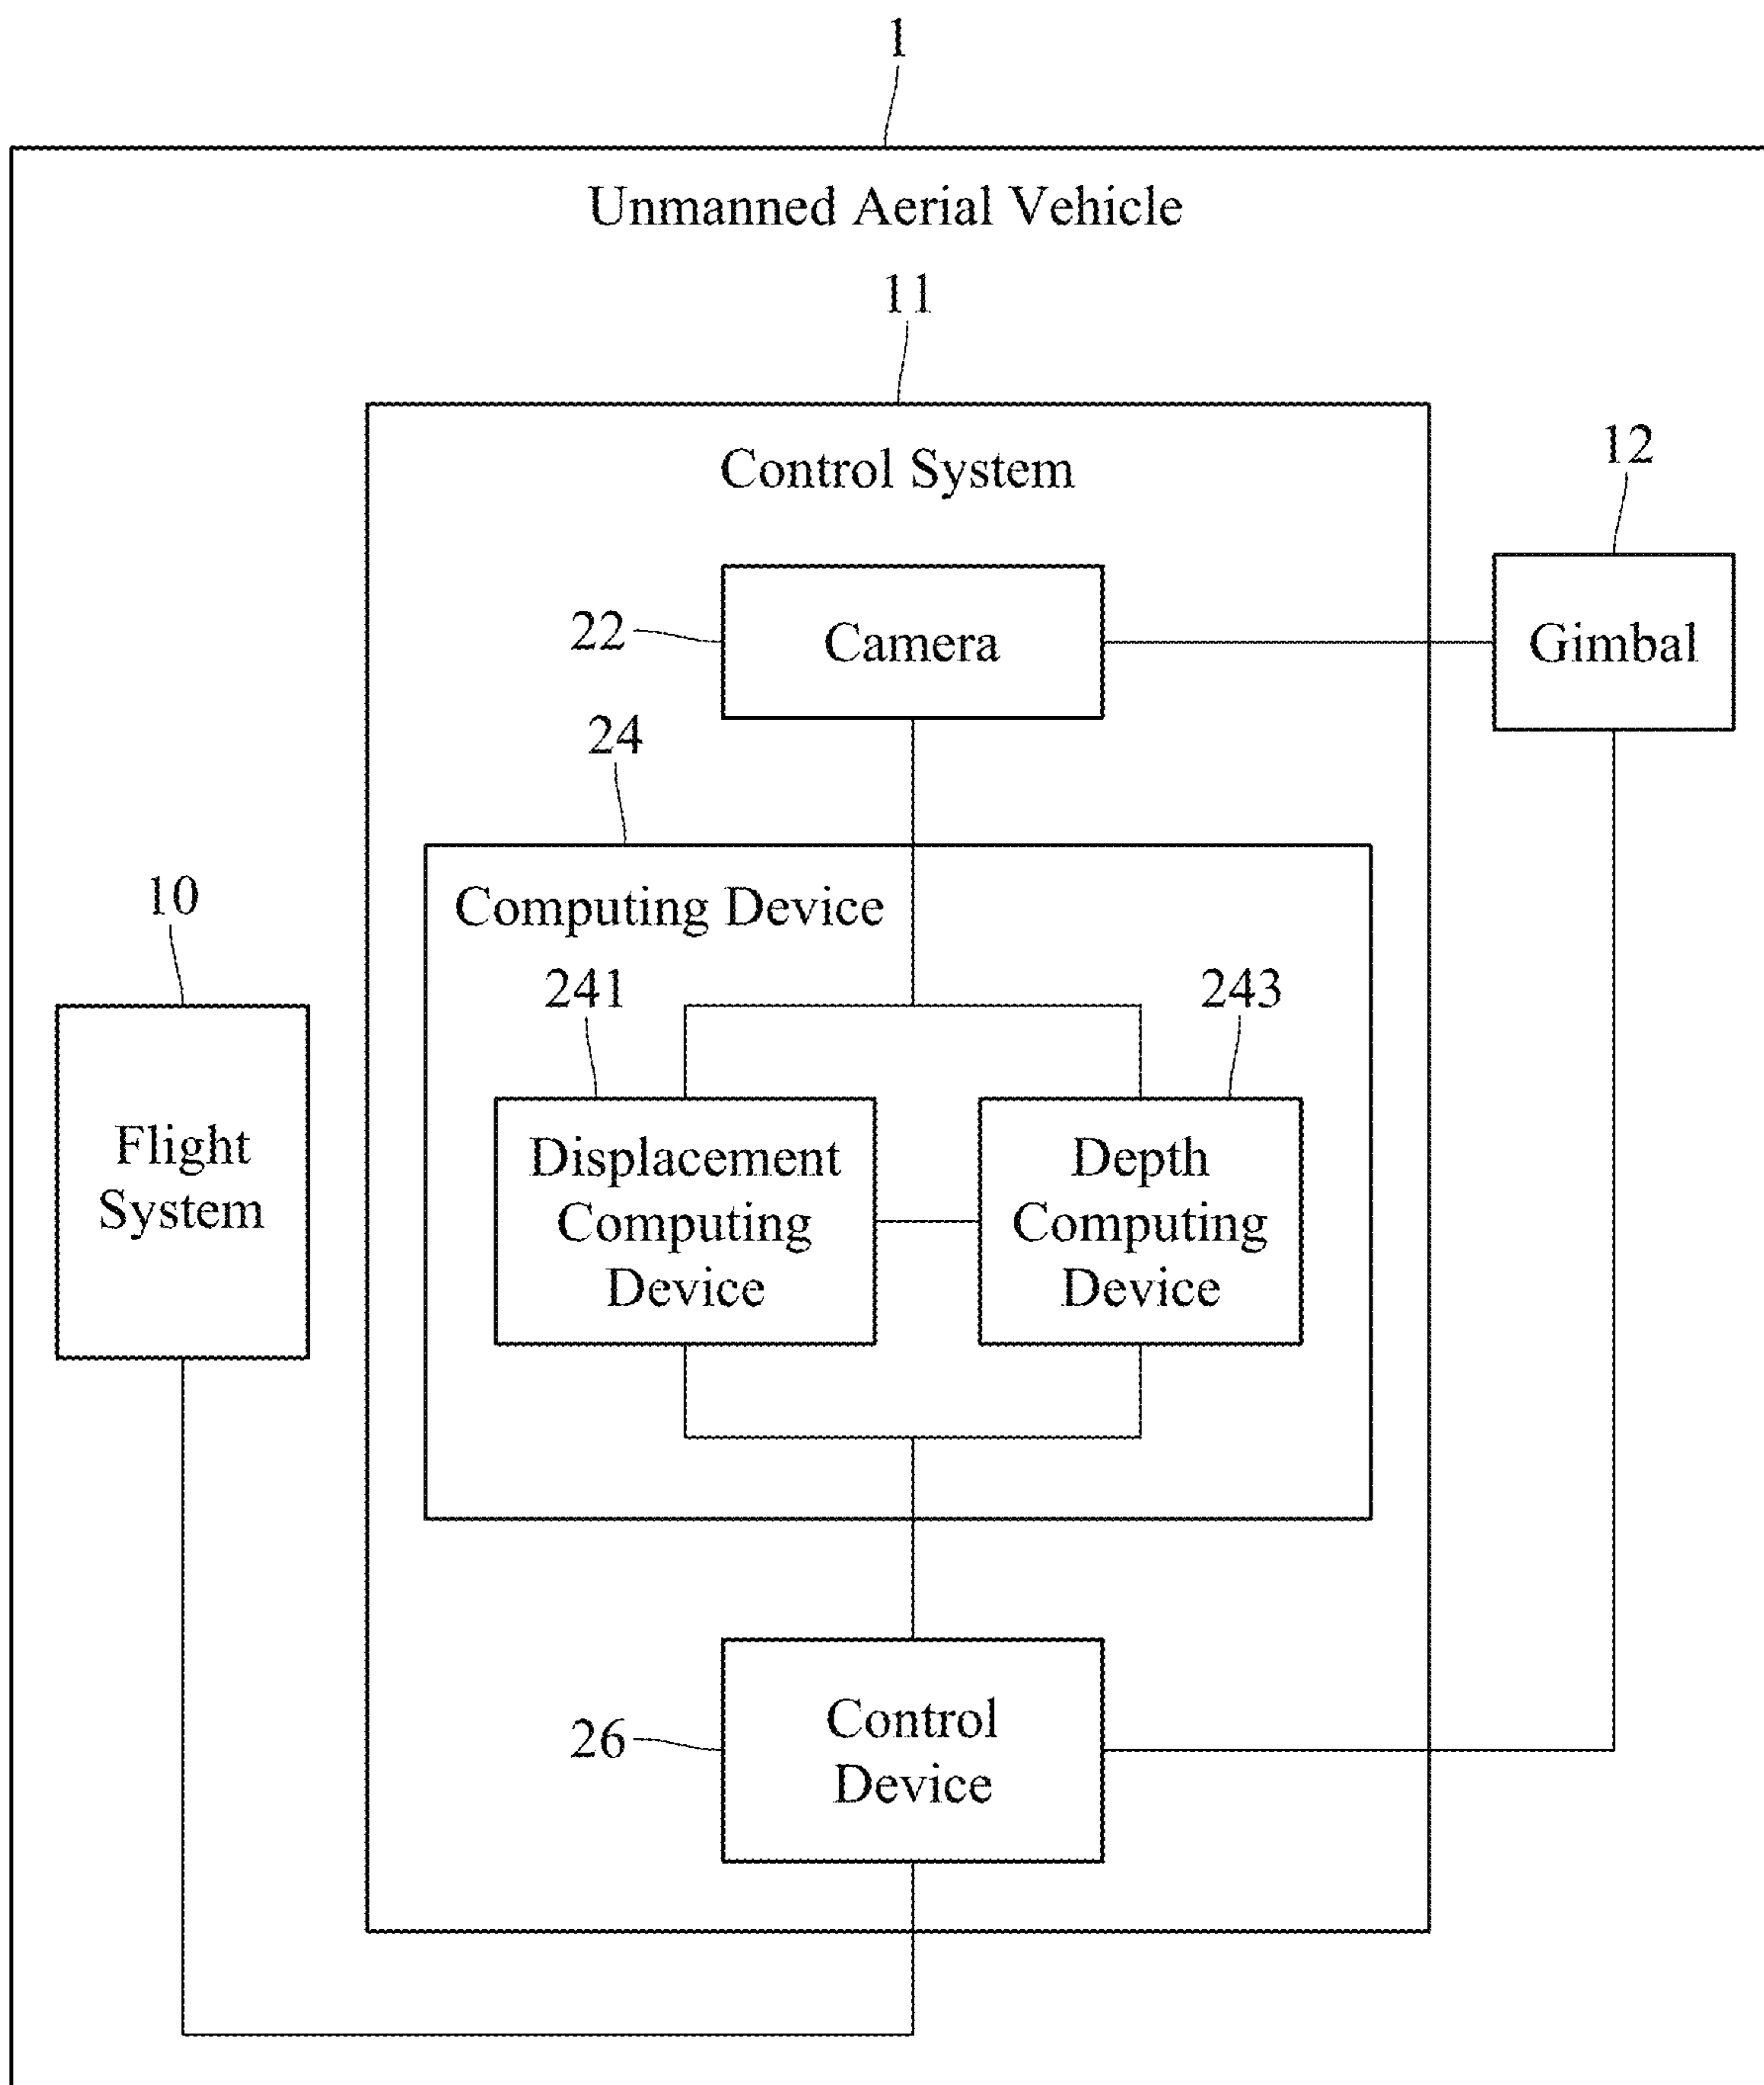 1
Unmanned Aerial Vehicle
11
Control System
12
22
Camera
Gimbal
24
Computing Device
10
241
243
Flight
System
Displacement
Computing
Device
Depth
Computing
Device
26
Control
Device